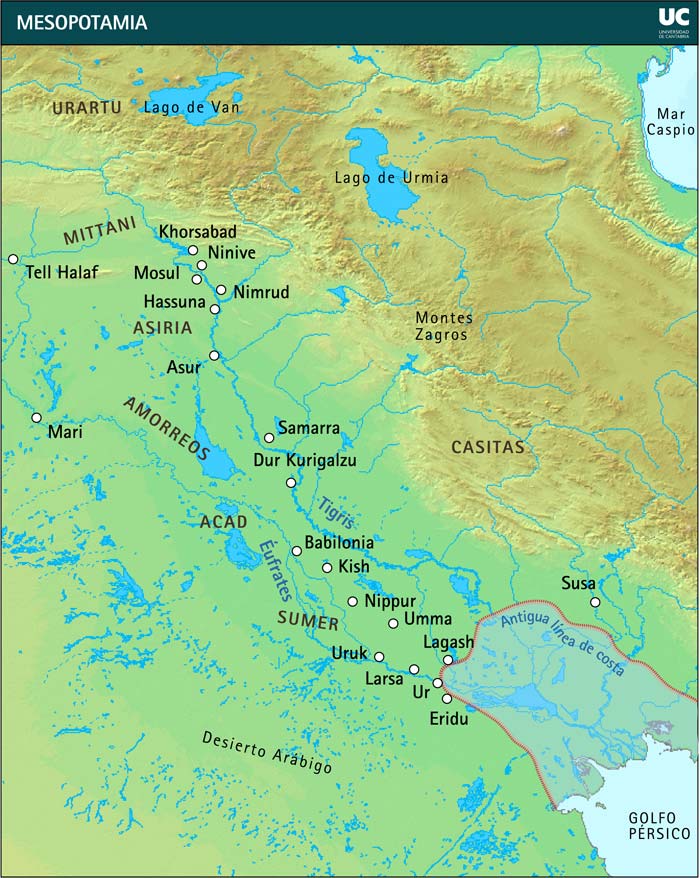 MESOPOTAMIA
UC
UNIVERSIDAD
DE CANTABRIA
URARTU
Lago de Van
Mar
Caspio
Lago de Urmia
MITTANI
Khorsabad
Ninive
Tell Halaf
Mosul
Nimrud
Hassuna
ASIRIA
Montes
Zagros
Asur
AMORREOS
Mari
Samarra
CASITAS
Dur Kurigalzu
Tigris
ACAD
Babilonia
Éufrates
Kish
Susa
Nippur
SUMER
Umma
Antigua línea de costa
Lagash
Uruk
Larsa
Ur
Eridu
Desierto Arábigo
GOLFO
PÉRSICO